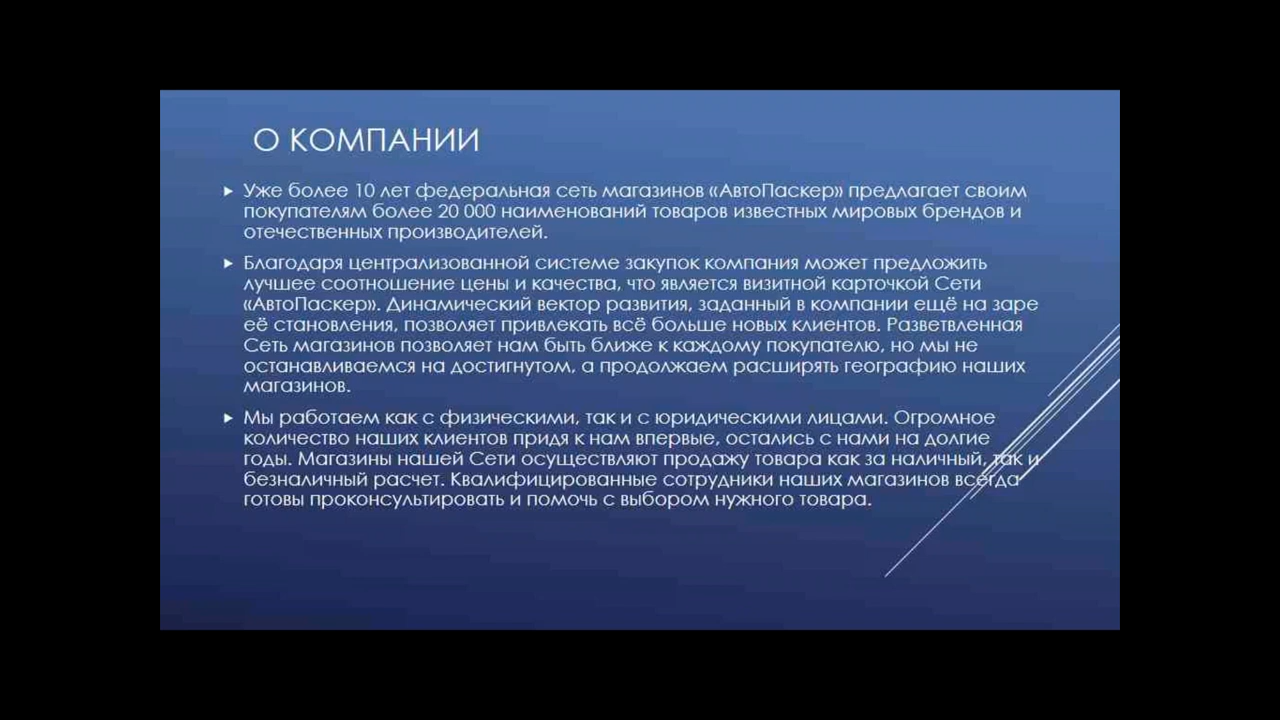 О КОМПАНИИ
Уже более 10 лет федеральная сеть магазинов «АвтоПаскер» предлагает своим
покупателям более 20 000 наименований товаров известных мировых брендов и
отечественных производителей.
Благодаря централизованной системе закупок компания может предложить
лучшее соотношение цены и качества, что является визитной карточкой Сети
«АвтоПаскер». Динамический вектор развития, заданный в компании ещё на заре
её становления, позволяет привлекать всё больше новых клиентов. Разветвленная
Сеть магазинов позволяет нам быть ближе к каждому покупателю, но мы не
останавливаемся на достигнутом, а продолжаем расширять географию наших
магазинов.
Мы работаем как с физическими, так и с юридическими лицами. Огромное
количество наших клиентов придя к нам впервые, остались с нами на долгие
годы. Магазины нашей Сети осуществляют продажу товара как за наличный, так и
безналичный расчет. Квалифицированные сотрудники наших магазинов всегда
готовы проконсультировать и помочь с выбором нужного товара.